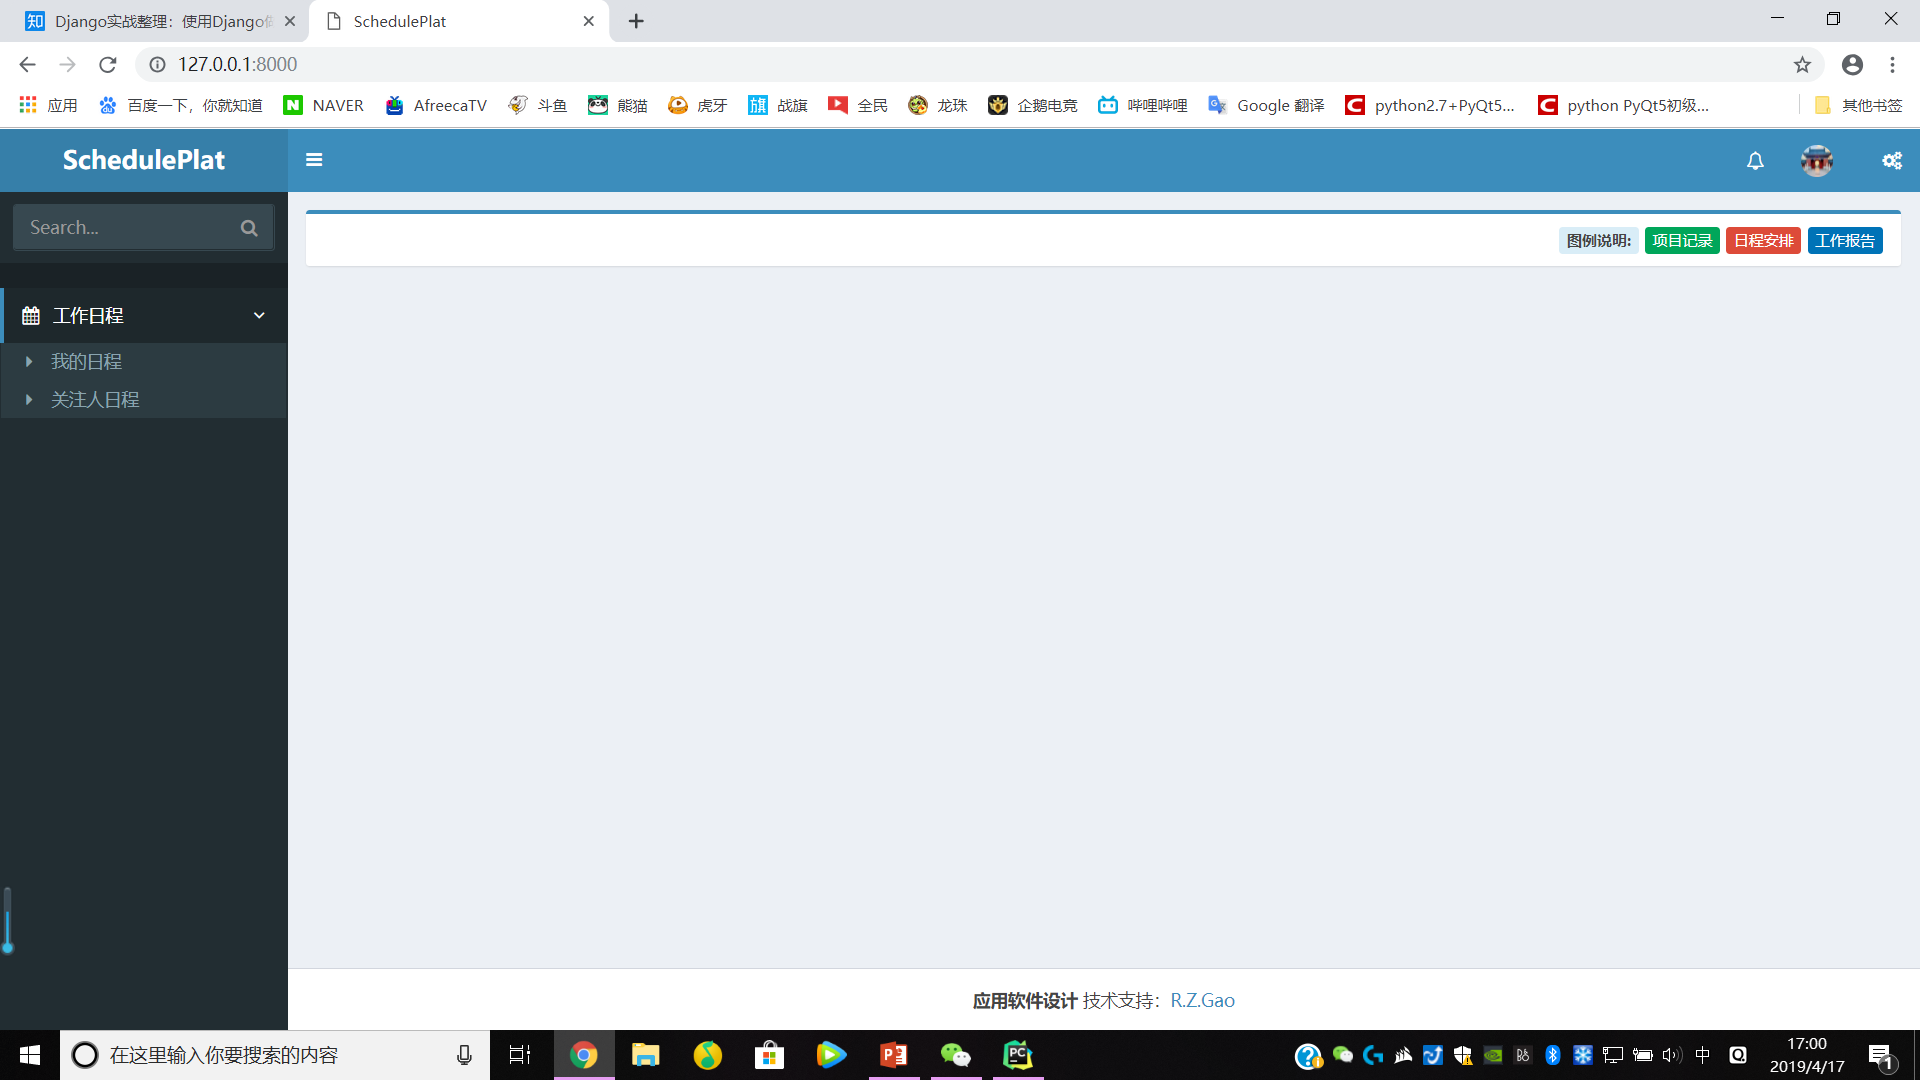 Django实战整理：使用Django
SchedulePlat
127.0.0.1:8000
应用
百度一下，你就知道
NAVER
AfreecaTV
斗鱼
熊猫
虎牙
旗
战旗
全民
龙珠
企鹅电竞
哔哩哔哩
Google 翻译
python2.7+PyQt5...
python PyQt5初级...
其他书签
SchedulePlat
Search...
图例说明:
项目记录
日程安排
工作报告
工作日程
我的日程
关注人日程
应用软件设计 技术支持：R.Z.Gao
在这里输入你要搜索的内容
中
17:00
2019/4/17
1